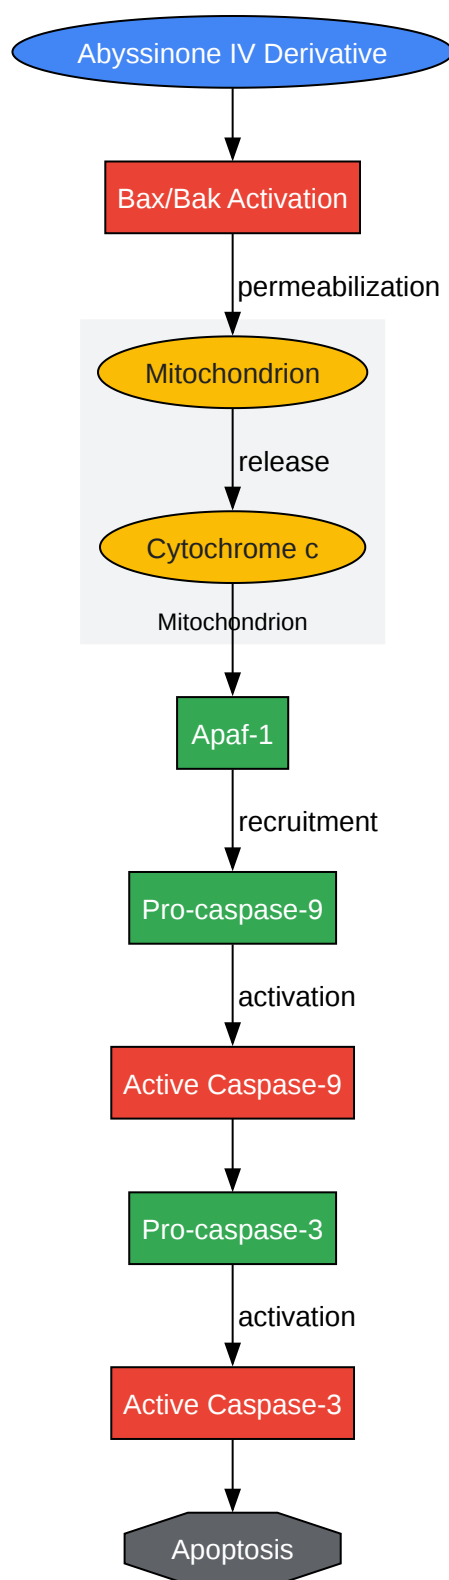 Abyssinone IV Derivative
Bax/Bak Activation
permeabilization
Mitochondrion
release
Cytochrome c
Mitochondrion
Apaf-1
recruitment
Pro-caspase-9
activation
Active Caspase-9
Pro-caspase-3
activation
Active Caspase-3
Apoptosis